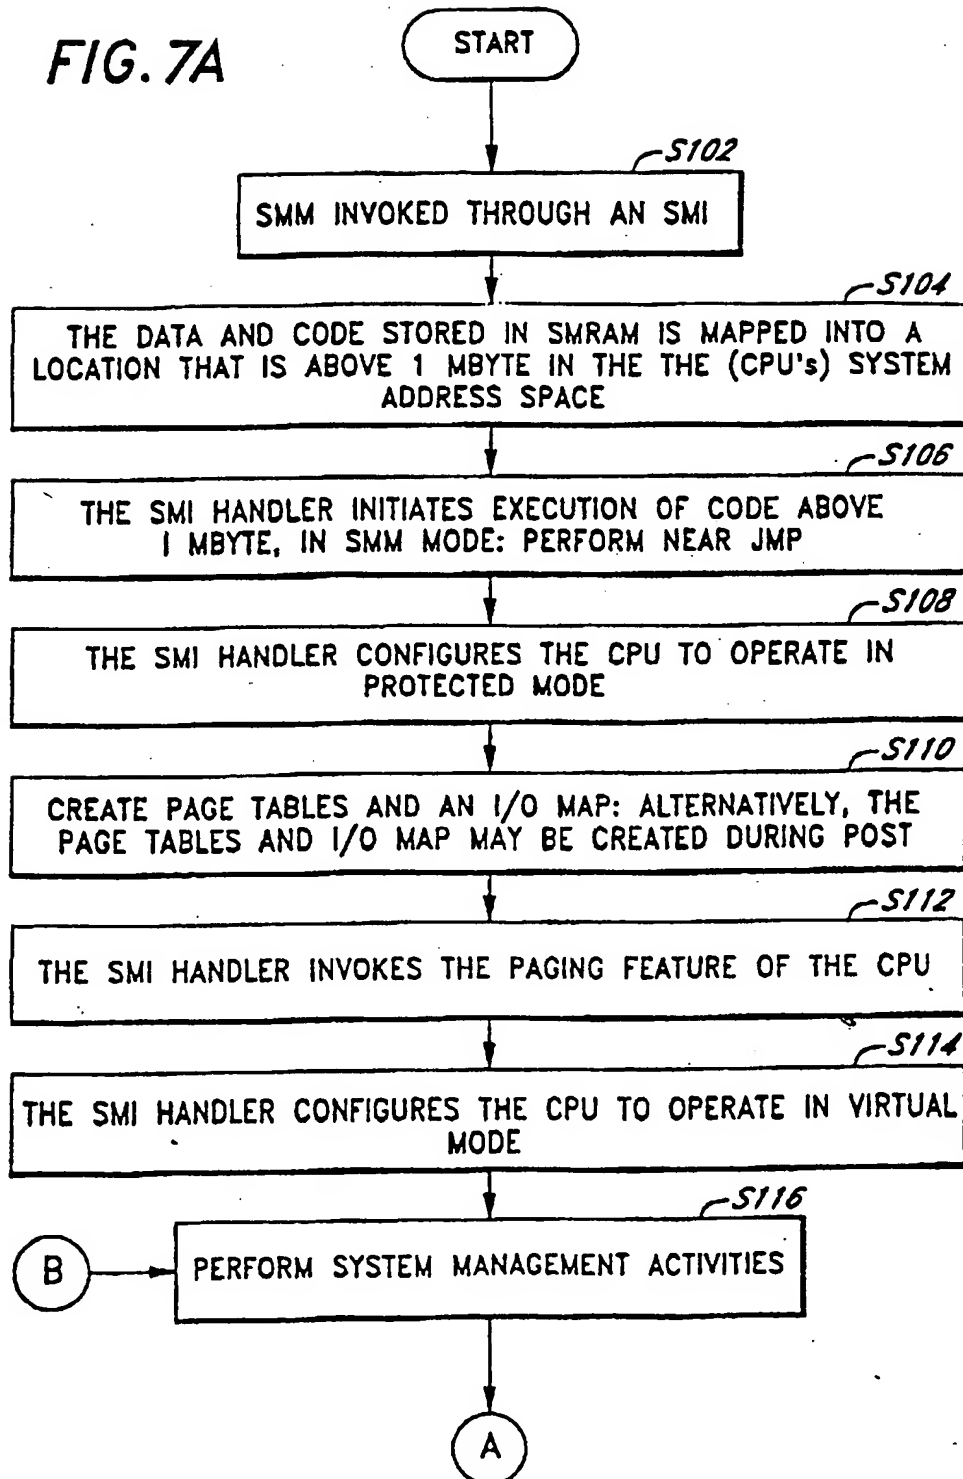 FIG. 7A
START
S102
SMM INVOKED THROUGH AN SMI
S104
THE DATA AND CODE STORED IN SMRAM IS MAPPED INTO A
LOCATION THAT IS ABOVE 1 MBYTE IN THE THE (CPU's) SYSTEM
ADDRESS SPACE
S106
THE SMI HANDLER INITIATES EXECUTION OF CODE ABOVE
1 MBYTE, IN SMM MODE: PERFORM NEAR JMP
S108
THE SMI HANDLER CONFIGURES THE CPU TO OPERATE IN
PROTECTED MODE
S110
CREATE PAGE TABLES AND AN I/O MAP: ALTERNATIVELY, THE
PAGE TABLES AND I/O MAP MAY BE CREATED DURING POST
S112
THE SMI HANDLER INVOKES THE PAGING FEATURE OF THE CPU
S114
THE SMI HANDLER CONFIGURES THE CPU TO OPERATE IN VIRTUAL
MODE
S116
B
PERFORM SYSTEM MANAGEMENT ACTIVITIES
A